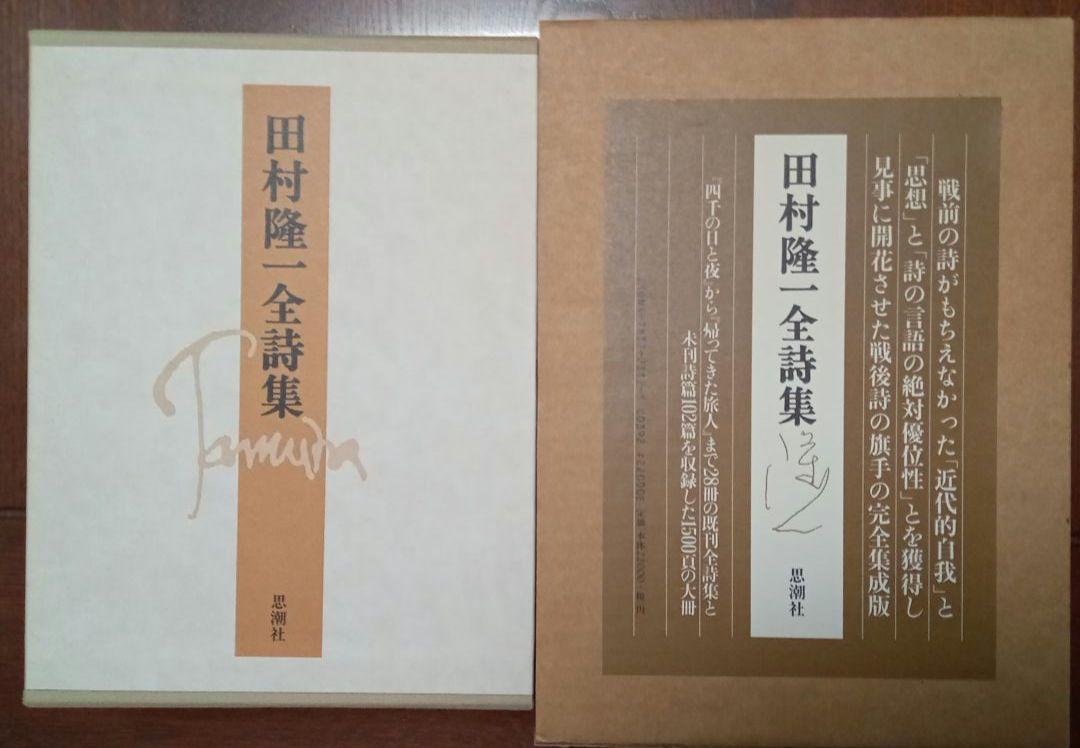 田村隆一全詩集
Tamura
思潮社
戦前の詩がもちえなかった「近代的自我」と
「思想」と「詩の言語の絶対優位性」とを獲得し
見事に開花させた戦後詩の旗手の完全集成版
田村隆一全詩集
思潮社
『四千の日と夜』から『帰ってきた旅人』まで28冊の既刊全詩集と
未刊詩篇102篇を収録した1500頁の大冊